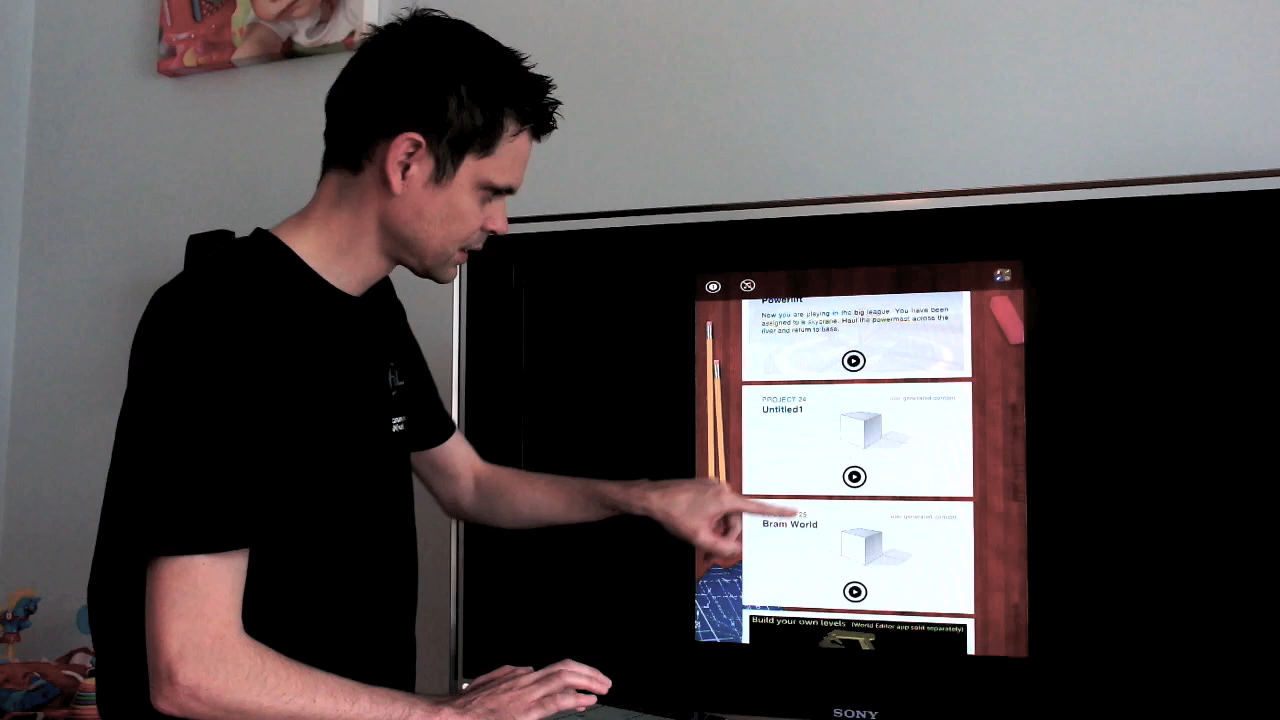 Powerlift
Now you are playing in the big league. You have been
assigned to a skycrane. Haul the powermast across the
river and return to base.
PROJECT 24
user generated content
Untitled1
25
user generated content
Bram World
Build your own levels (World Editor app sold separately)
SONY